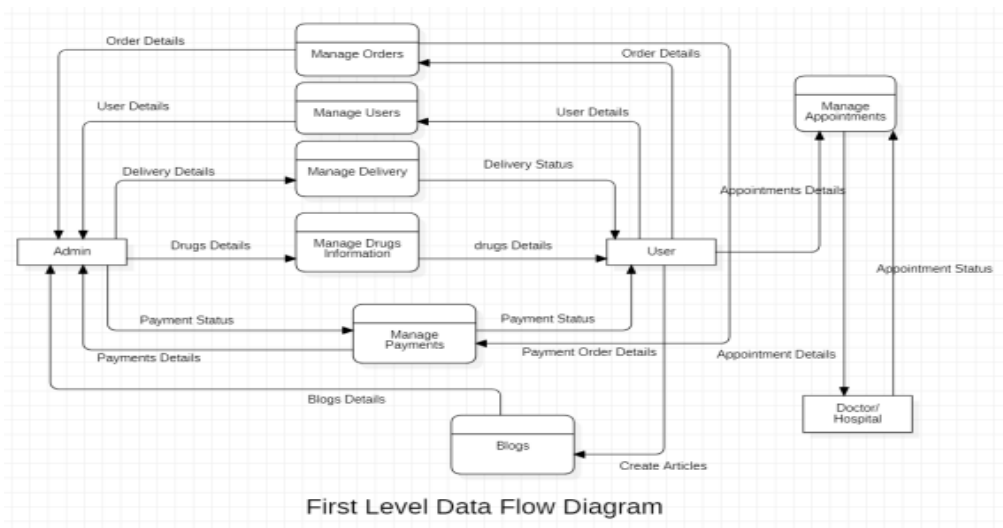 Order Details
Manage Orders
Order Details
User Details
Manage Users
User Details
Manage
Appointments
Delivery Details
Manage Delivery
Delivery Status
Appointments Details
Admin
Drugs Details
Manage Drugs
Information
drugs Details
User
Appointment Status
Payment Status
Manage
Payments
Payment Status
Payments Details
Payment Order Details
Appointment Details
Blogs Details
Doctor/
Hospital
Blogs
Create Articles
First Level Data Flow Diagram